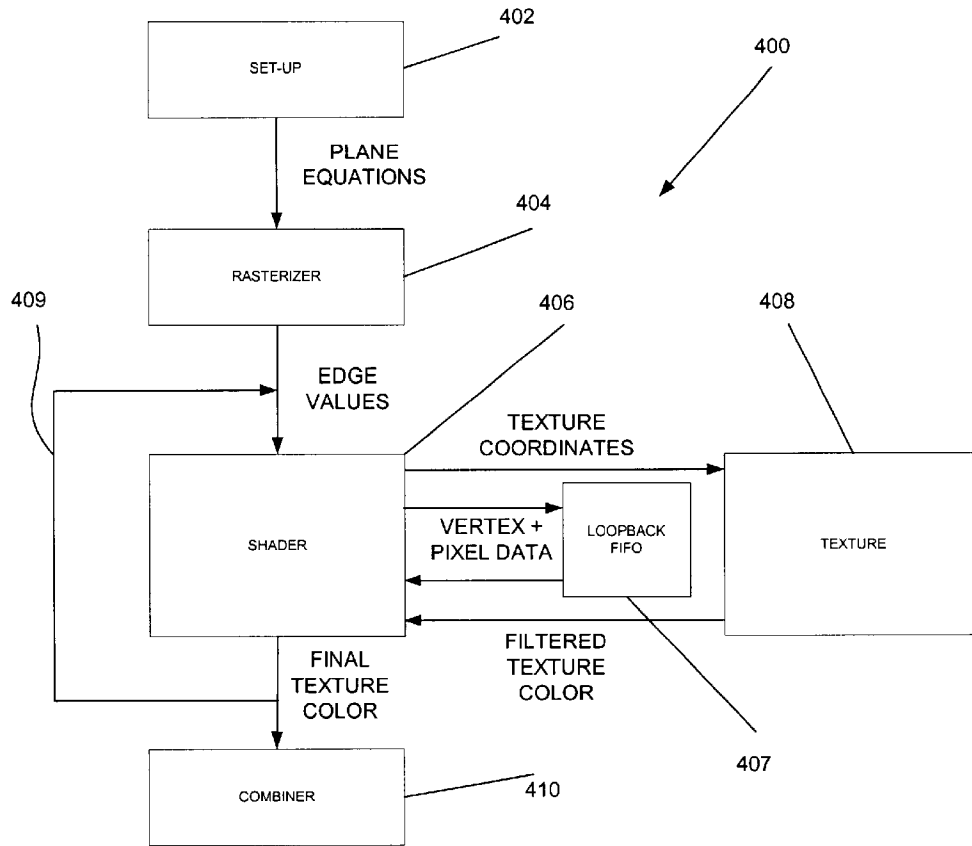 402
SET-UP
400
PLANE
EQUATIONS
404
RASTERIZER
409
406
408
EDGE
VALUES
TEXTURE
COORDINATES
SHADER
VERTEX +
PIXEL DATA
LOOPBACK
FIFO
TEXTURE
FINAL
TEXTURE
COLOR
FILTERED
TEXTURE
COLOR
407
COMBINER
410